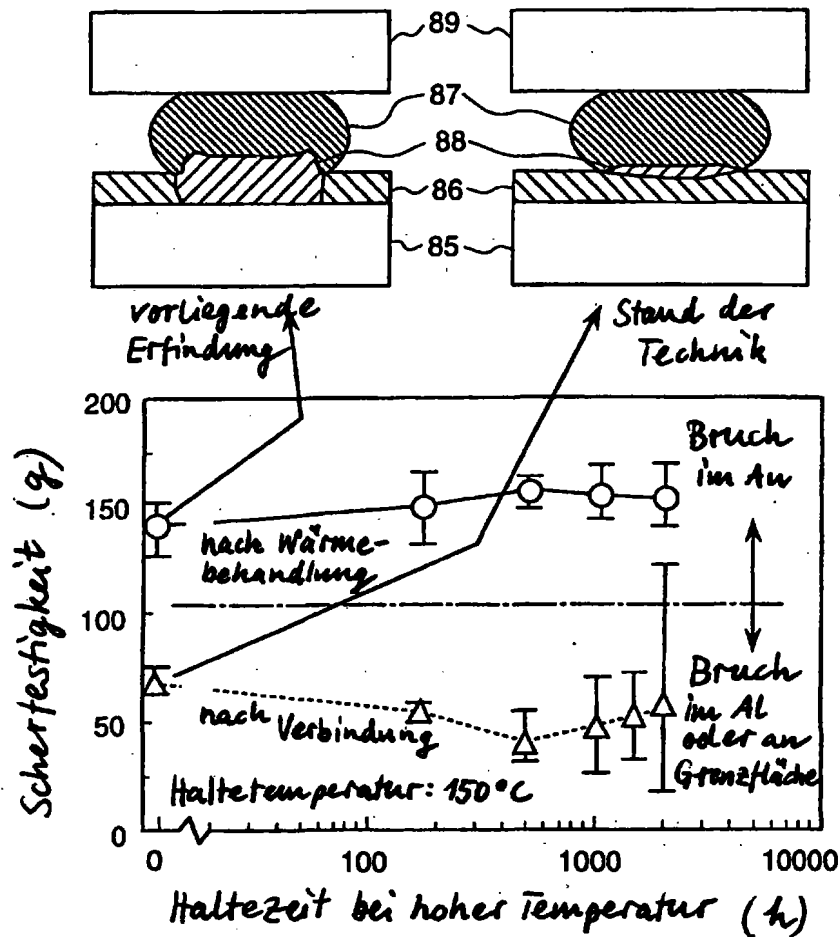 89
87
88
86
85
vorliegende
Erfindung
Stand der
Technik
200
150
100
50
0
Scherfestigkeit (g)
Bruch
im Au
nach Wärme-
behandlung
Bruch
im Al
oder an
Grenzfläche
nach Verbindung
Haltetemperatur: 150°C
0
100
1000
10000
Haltezeit bei hoher Temperatur (h)